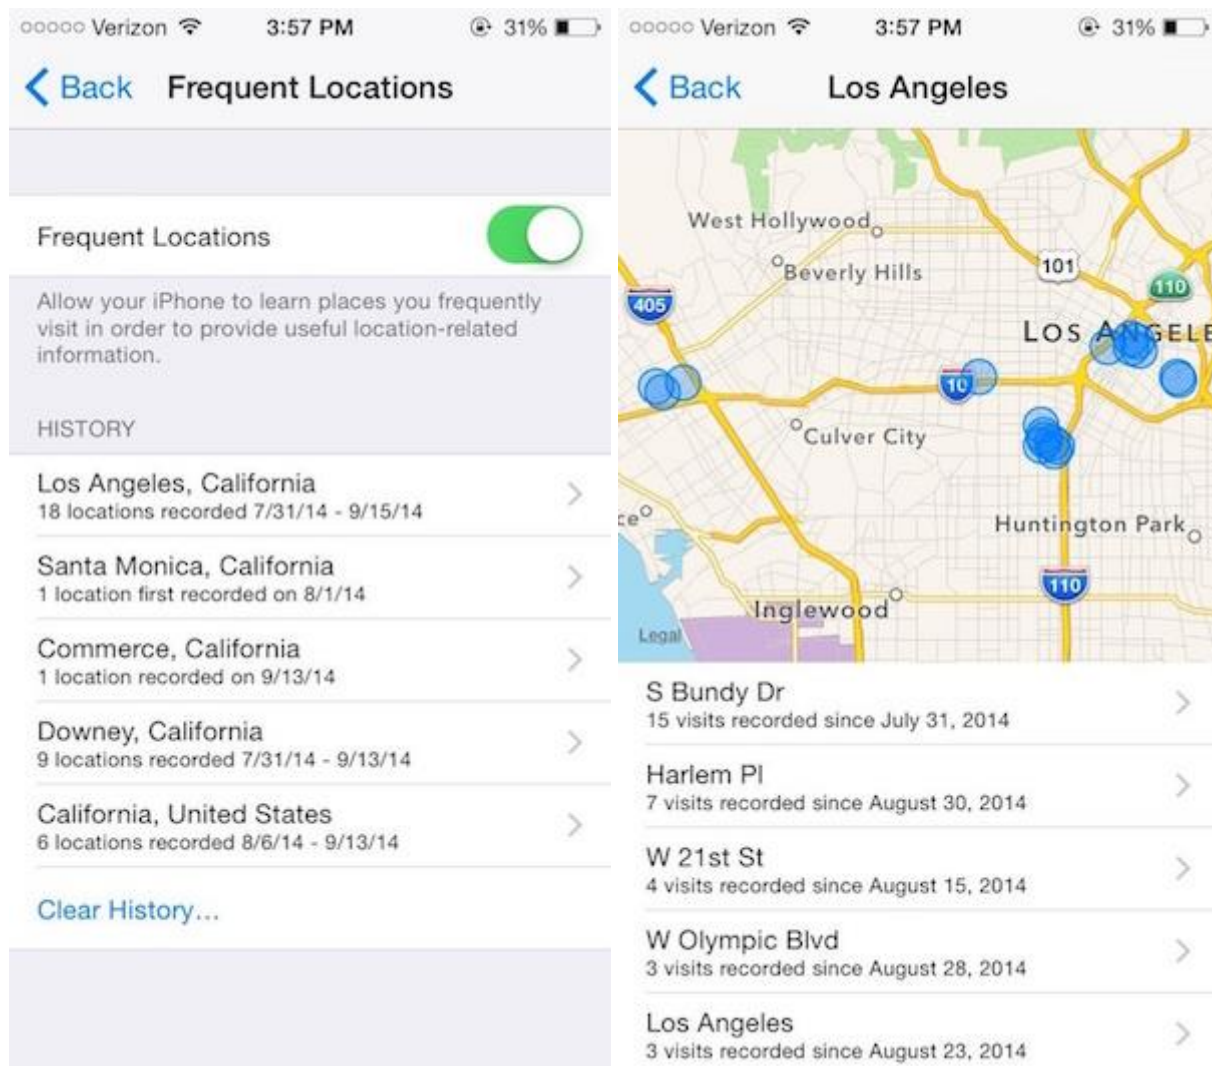 Verizon 3:57 PM 31%
Back Frequent Locations
Frequent Locations
Allow your iPhone to learn places you frequently
visit in order to provide useful location-related
information.
HISTORY
Los Angeles, California
18 locations recorded 7/31/14 - 9/15/14
Santa Monica, California
1 location first recorded on 8/1/14
Commerce, California
1 location recorded on 9/13/14
Downey, California
9 locations recorded 7/31/14 - 9/13/14
California, United States
6 locations recorded 8/6/14 - 9/13/14
Clear History...
Verizon 3:57 PM 31%
Back Los Angeles
West Hollywood
Beverly Hills
101
110
405
LOS ANGELE
10
Culver City
ce
Huntington Park
110
Inglewood
Legal
S Bundy Dr
15 visits recorded since July 31, 2014
Harlem Pl
7 visits recorded since August 30, 2014
W 21st St
4 visits recorded since August 15, 2014
W Olympic Blvd
3 visits recorded since August 28, 2014
Los Angeles
3 visits recorded since August 23, 2014